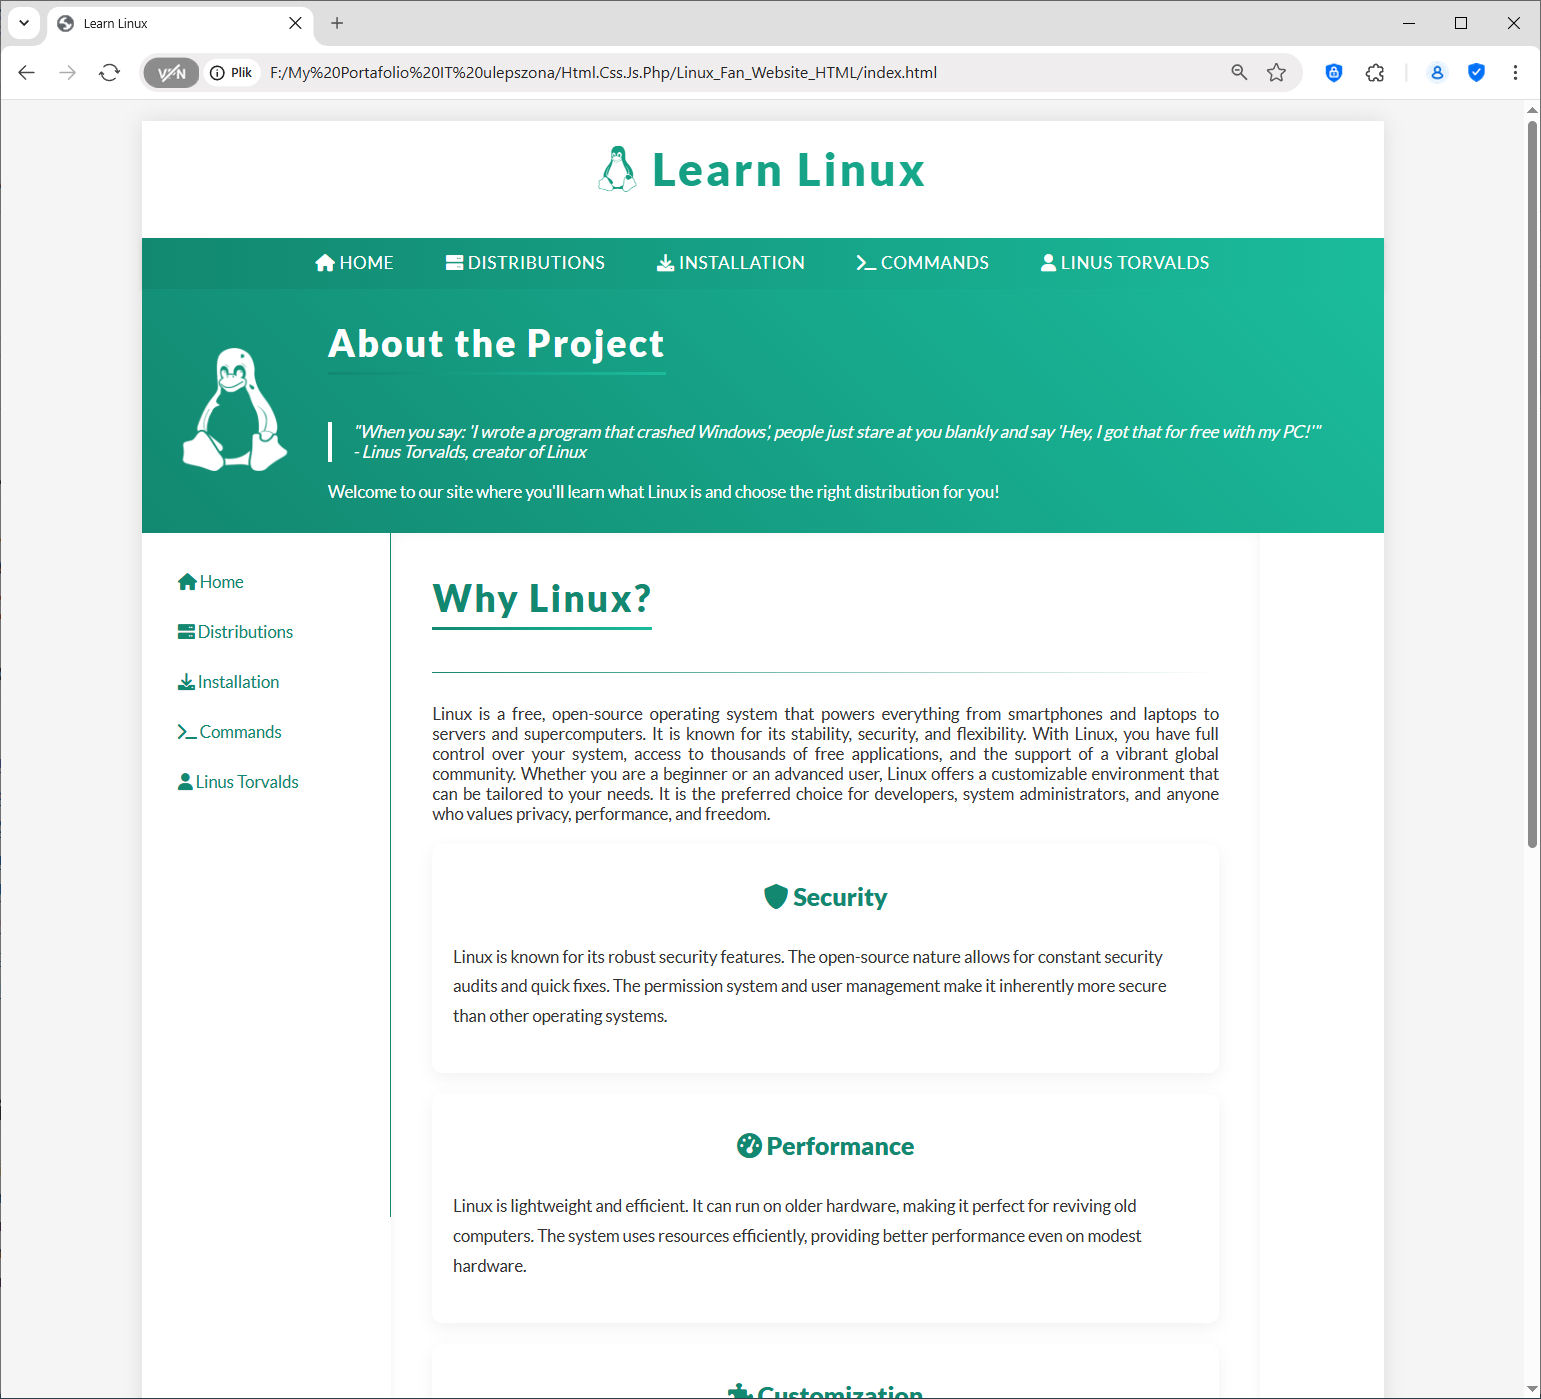 Learn Linux
VPN
Plik
F:/My%20Portafolio%20IT%20ulepszona/Html.Css.Js.Php/Linux_Fan_Website_HTML/index.html
Learn Linux
HOME
DISTRIBUTIONS
INSTALLATION
COMMANDS
LINUS TORVALDS
About the Project
"When you say: 'I wrote a program that crashed Windows', people just stare at you blankly and say 'Hey, I got that for free with my PC!'"
- Linus Torvalds, creator of Linux
Welcome to our site where you'll learn what Linux is and choose the right distribution for you!
Home
Distributions
Installation
Commands
Linus Torvalds
Why Linux?
Linux is a free, open-source operating system that powers everything from smartphones and laptops to
servers and supercomputers. It is known for its stability, security, and flexibility. With Linux, you have full
control over your system, access to thousands of free applications, and the support of a vibrant global
community. Whether you are a beginner or an advanced user, Linux offers a customizable environment that
can be tailored to your needs. It is the preferred choice for developers, system administrators, and anyone
who values privacy, performance, and freedom.
Security
Linux is known for its robust security features. The open-source nature allows for constant security
audits and quick fixes. The permission system and user management make it inherently more secure
than other operating systems.
Performance
Linux is lightweight and efficient. It can run on older hardware, making it perfect for reviving old
computers. The system uses resources efficiently, providing better performance even on modest
hardware.
Customization